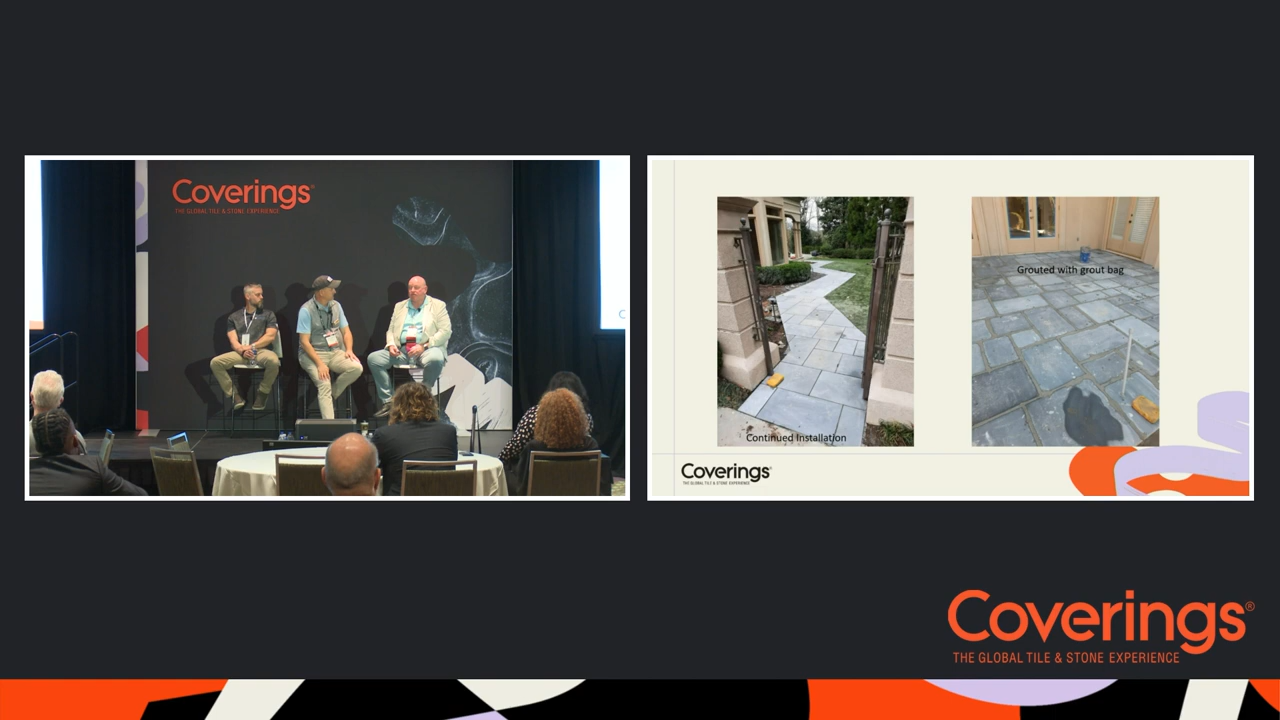 Coverings®
THE GLOBAL TILE & STONE EXPERIENCE
Grouted with grout bag
Continued Installation
Coverings®
THE GLOBAL TILE & STONE EXPERIENCE
Coverings®
THE GLOBAL TILE & STONE EXPERIENCE